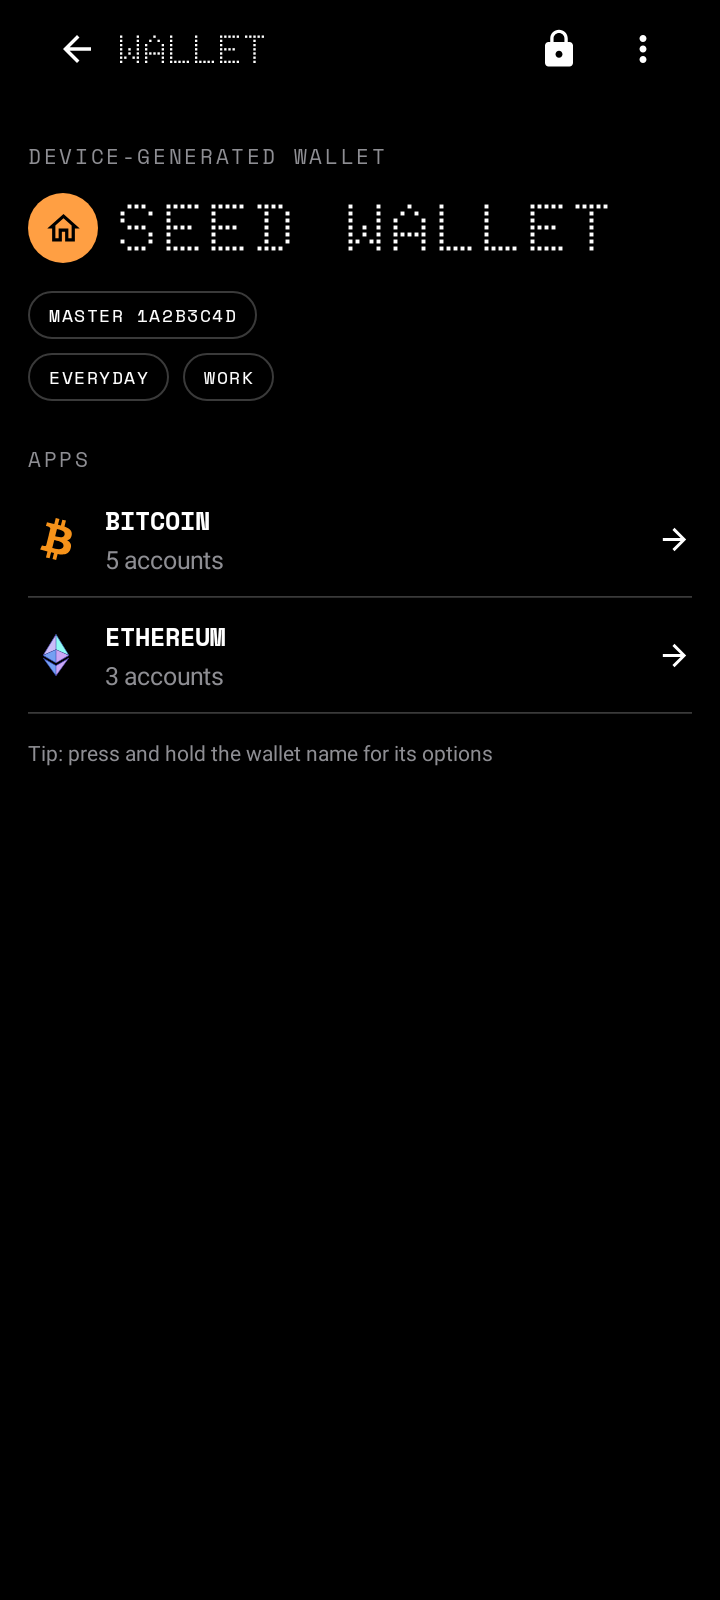 WALLET
DEVICE-GENERATED WALLET
SEED WALLET
MASTER 1A2B3C4D
EVERYDAY WORK
APPS
BITCOIN
5 accounts
ETHEREUM
3 accounts
Tip: press and hold the wallet name for its options